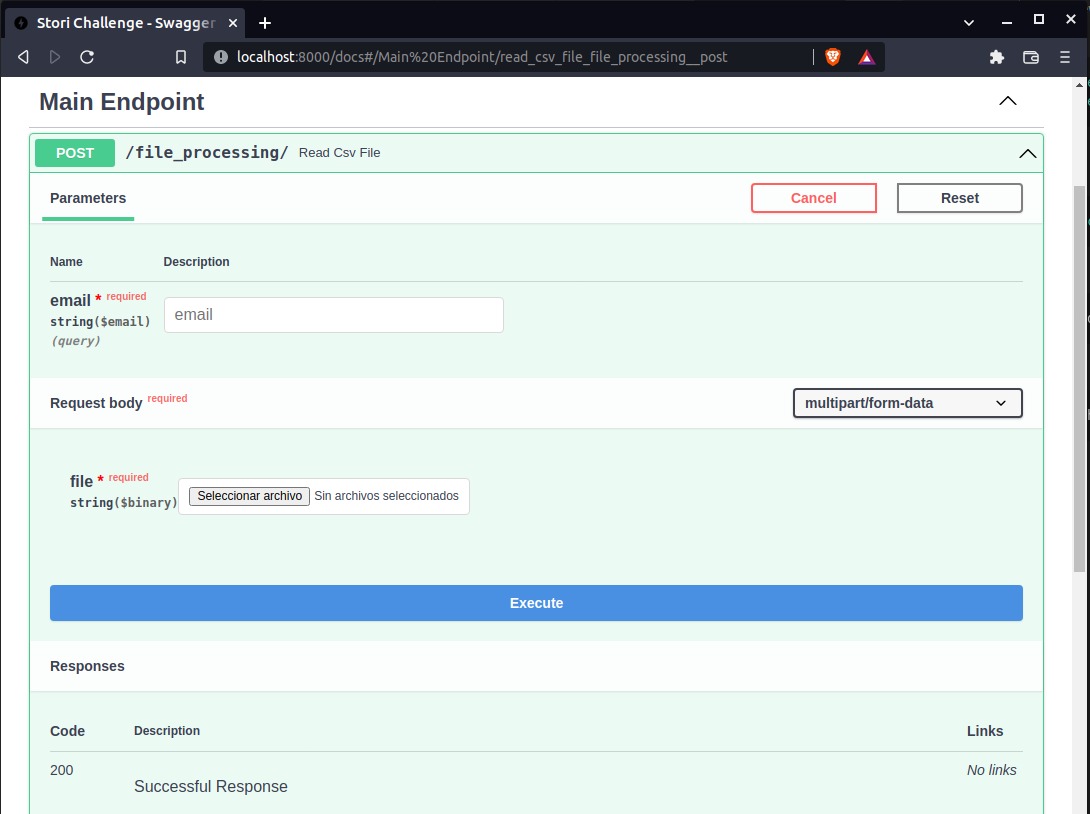 Stori Challenge - Swagger
localhost:8000/docs#/Main%20Endpoint/read_csv_file_file_processing__post
Main Endpoint
POST /file_processing/ Read Csv File
Parameters
Cancel
Reset
Name Description
email * required
string($email)
(query)
email
Request body required
multipart/form-data
file * required
string($binary)
Seleccionar archivo Sin archivos seleccionados
Execute
Responses
Code Description Links
200
Successful Response
No links